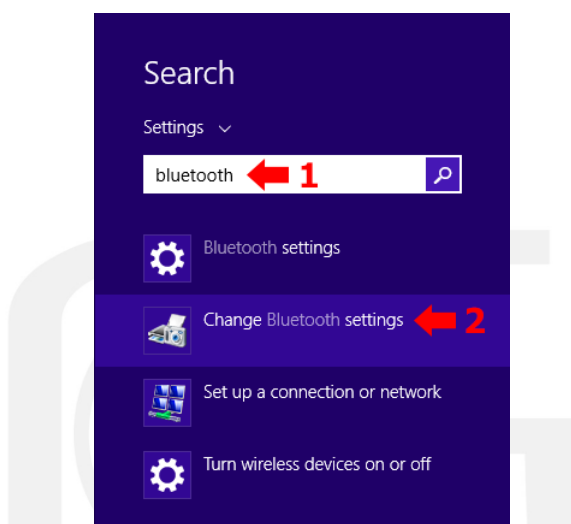 Search
Settings
bluetooth 1
Bluetooth settings
Change Bluetooth settings 2
Set up a connection or network
Turn wireless devices on or off